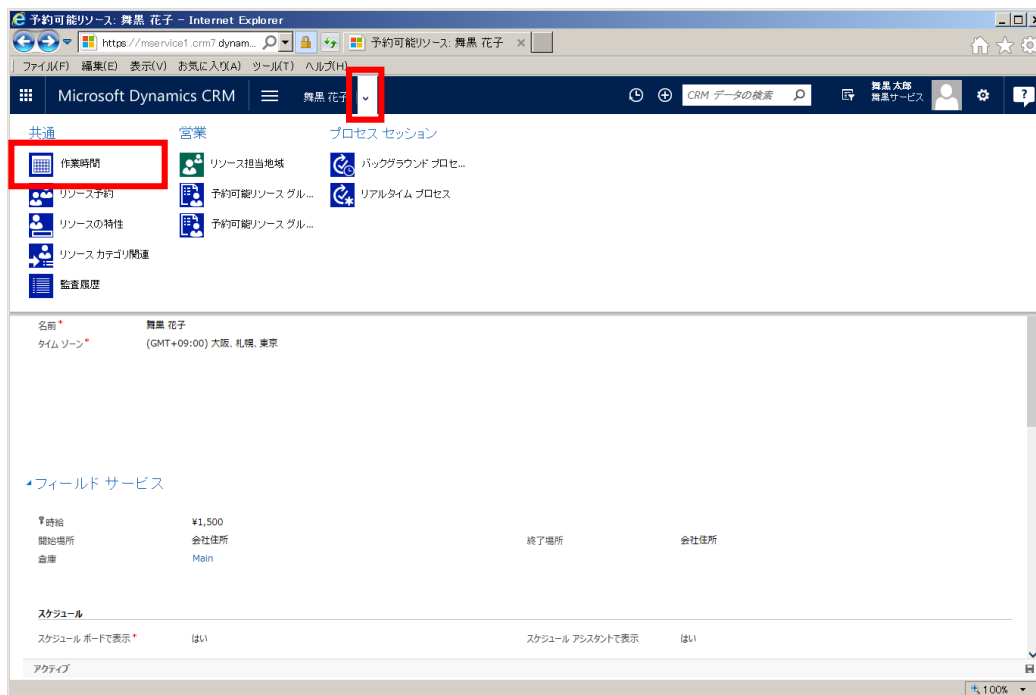 予約可能リソース: 舞黒 花子 - Internet Explorer
https://mservice1.crm7.dynam... 予約可能リソース: 舞黒 花子
ファイル(F) 編集(E) 表示(V) お気に入り(A) ツール(T) ヘルプ(H)
Microsoft Dynamics CRM 舞黒 花子 CRM データの検索 舞黒 太郎
舞黒サービス
共通 営業 プロセス セッション
作業時間 リソース担当地域 バックグラウンド プロセ...
リソース予約 予約可能リソース グル... リアルタイム プロセス
リソースの特性 予約可能リソース グル...
リソース カテゴリ関連
監査履歴
名前* 舞黒 花子
タイム ゾーン* (GMT+09:00) 大阪、札幌、東京
フィールド サービス
時給 ¥1,500
開始場所 会社住所 終了場所 会社住所
倉庫 Main
スケジュール
スケジュール ボードで表示* はい スケジュール アシスタントで表示 はい
アクティブ
100%